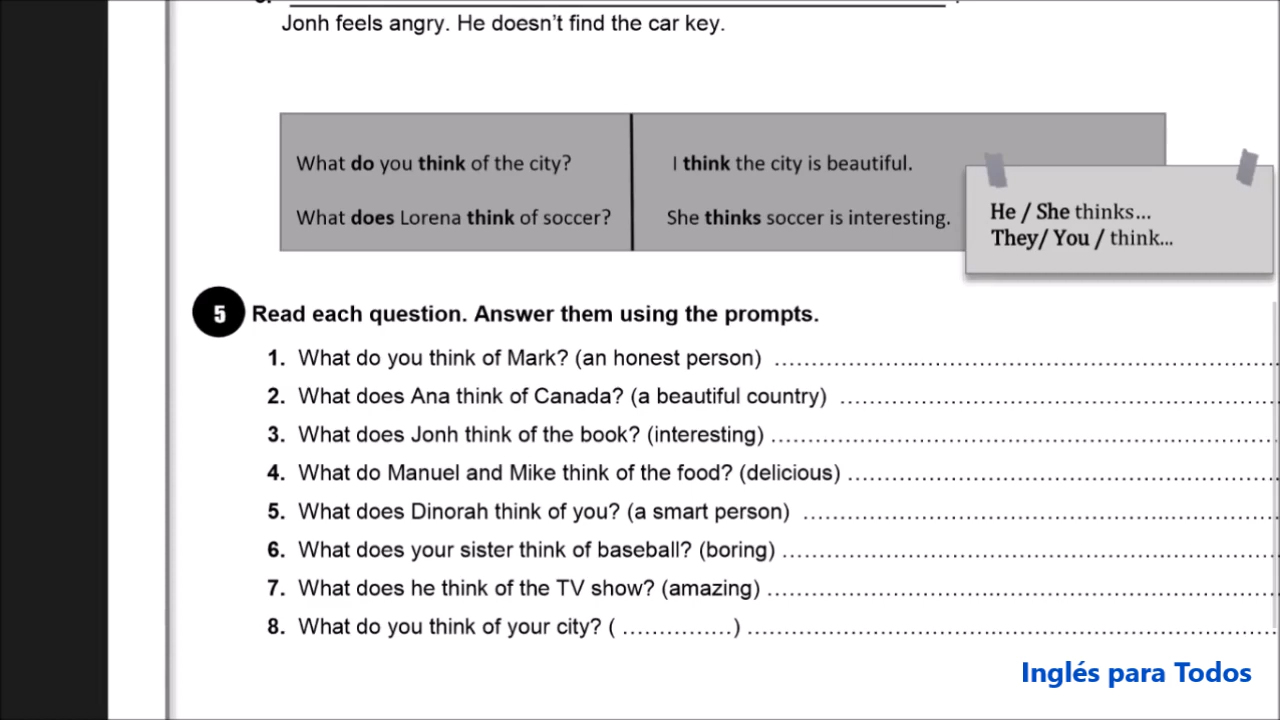 Jonh feels angry. He doesn't find the car key.
What do you think of the city?
I think the city is beautiful.
What does Lorena think of soccer?
She thinks soccer is interesting.
He / She thinks...
They/ You / think...
5 Read each question. Answer them using the prompts.
1. What do you think of Mark? (an honest person) ........................................................
2. What does Ana think of Canada? (a beautiful country) ................................................
3. What does Jonh think of the book? (interesting) ........................................................
4. What do Manuel and Mike think of the food? (delicious) ................................................
5. What does Dinorah think of you? (a smart person) ....................................................
6. What does your sister think of baseball? (boring) ......................................................
7. What does he think of the TV show? (amazing) ........................................................
8. What do you think of your city? ( ...............) ..........................................................
Inglés para Todos